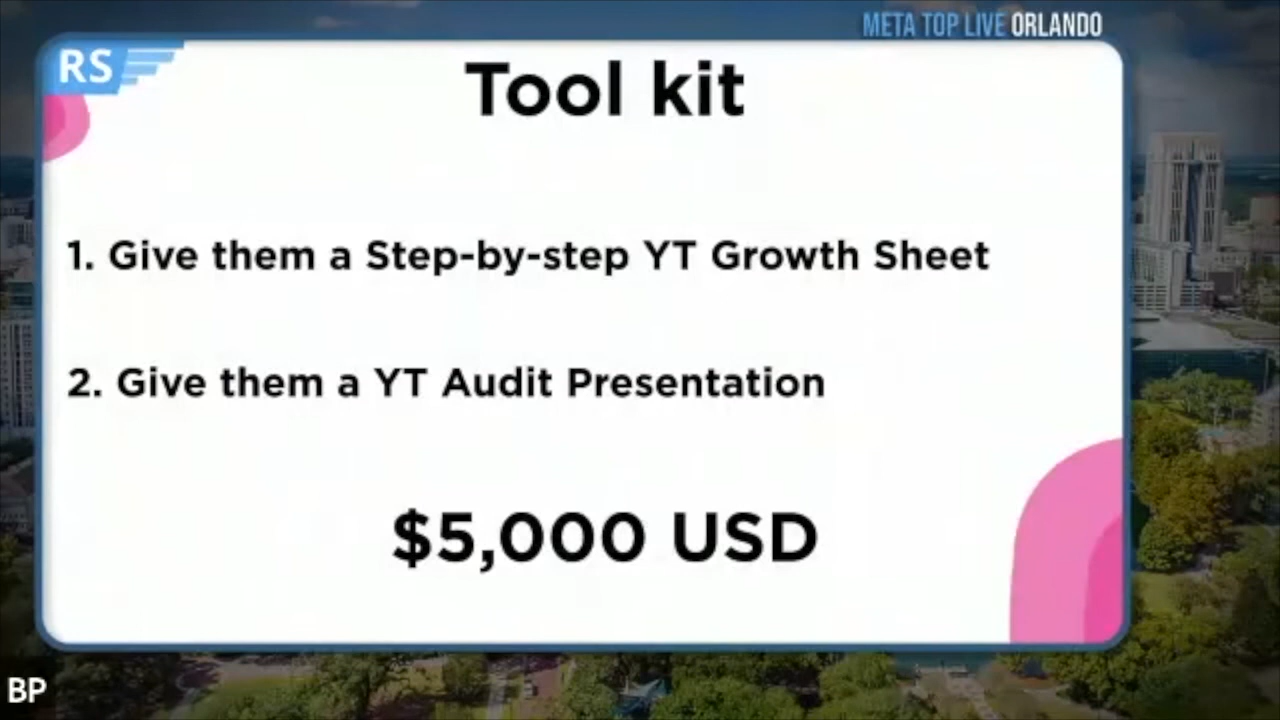 META TOP LIVE ORLANDO
RS
Tool kit
1. Give them a Step-by-step YT Growth Sheet
2. Give them a YT Audit Presentation
$5,000 USD
BP